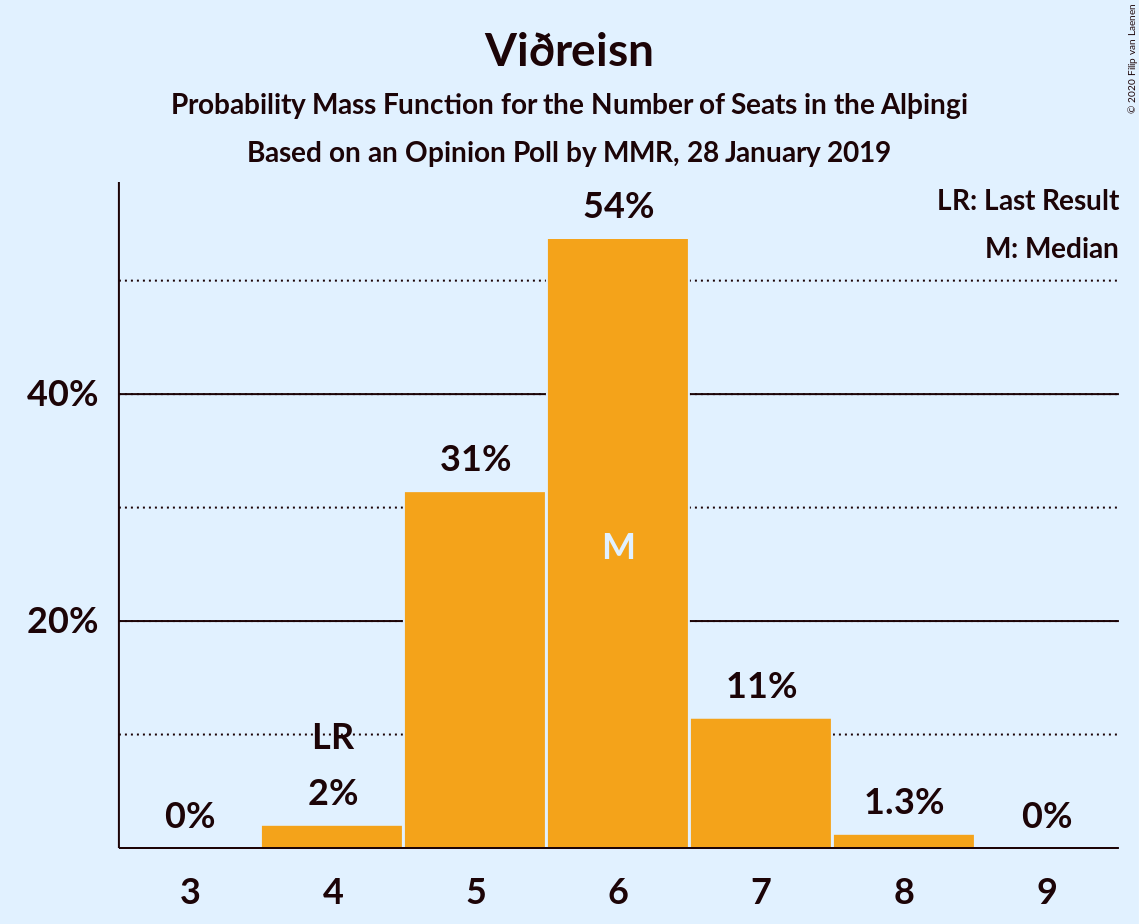 Viðreisn
Probability Mass Function for the Number of Seats in the Alþingi
Based on an Opinion Poll by MMR, 28 January 2019
© 2020 Filip van Laenen
LR: Last Result
M: Median
54%
40%
31%
M
20%
11%
LR
2%
1.3%
0%
0%
3 4 5 6 7 8 9